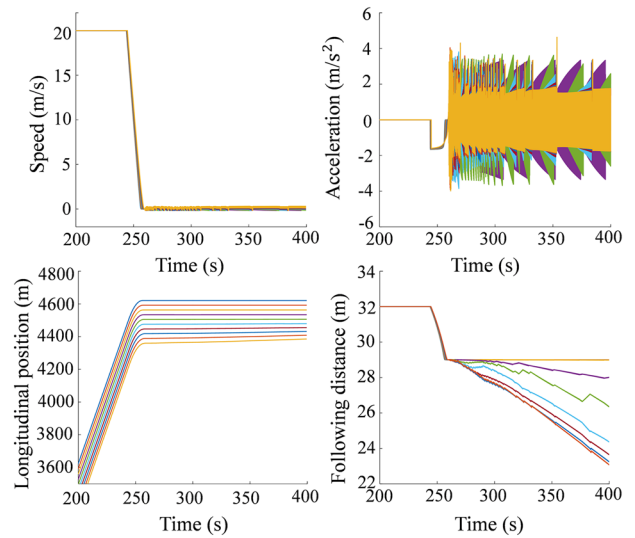 20
15
10
5
0
Speed (m/s)
200 250 300 350 400
Time (s)
6
4
2
0
-2
-4
-6
Acceleration (m/s²)
200 250 300 350 400
Time (s)
4800
4600
4400
4200
4000
3800
3600
Longitudinal position (m)
200 250 300 350 400
Time (s)
34
32
30
28
26
24
22
Following distance (m)
200 250 300 350 400
Time (s)